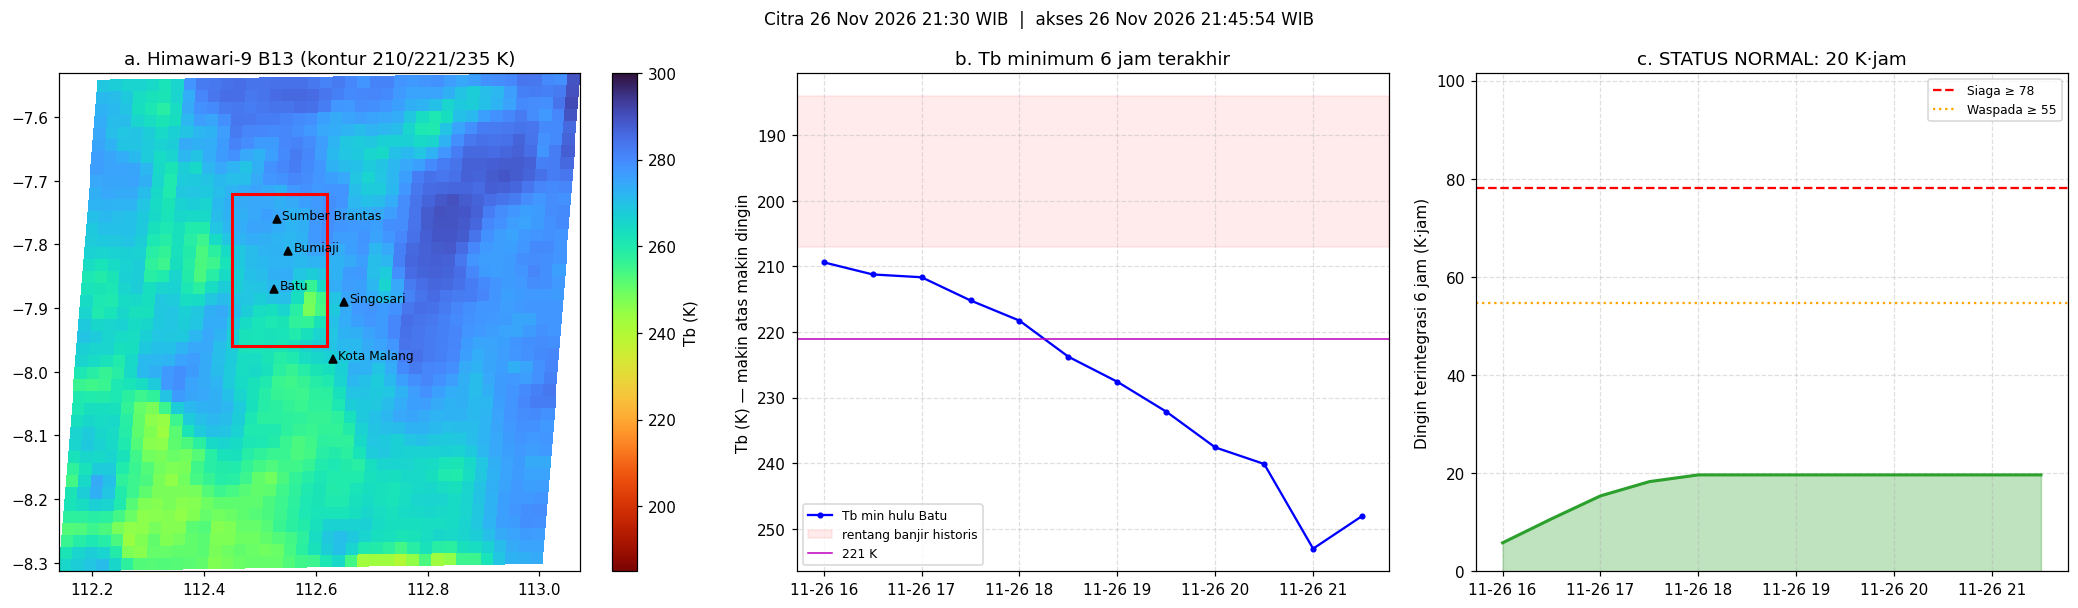 Citra 26 Nov 2026 21:30 WIB | akses 26 Nov 2026 21:45:54 WIB
a. Himawari-9 B13 (kontur 210/221/235 K)
−7.6
−7.7
−7.8
−7.9
−8.0
−8.1
−8.2
−8.3
112.2
112.4
112.6
112.8
113.0
Sumber Brantas
Bumiaji
Batu
Singosari
Kota Malang
300
280
260
240
220
200
Tb (K)
b. Tb minimum 6 jam terakhir
Tb (K) — makin atas makin dingin
190
200
210
220
230
240
250
11-26 16
11-26 17
11-26 18
11-26 19
11-26 20
11-26 21
Tb min hulu Batu
rentang banjir historis
221 K
c. STATUS NORMAL: 20 K·jam
Dingin terintegrasi 6 jam (K·jam)
100
80
60
40
20
0
11-26 16
11-26 17
11-26 18
11-26 19
11-26 20
11-26 21
Siaga ≥ 78
Waspada ≥ 55